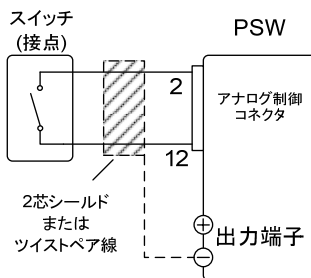 スイッチ
(接点)
PSW
2
アナログ制御
コネクタ
12
2芯シールド
または
ツイストペア線
出力端子